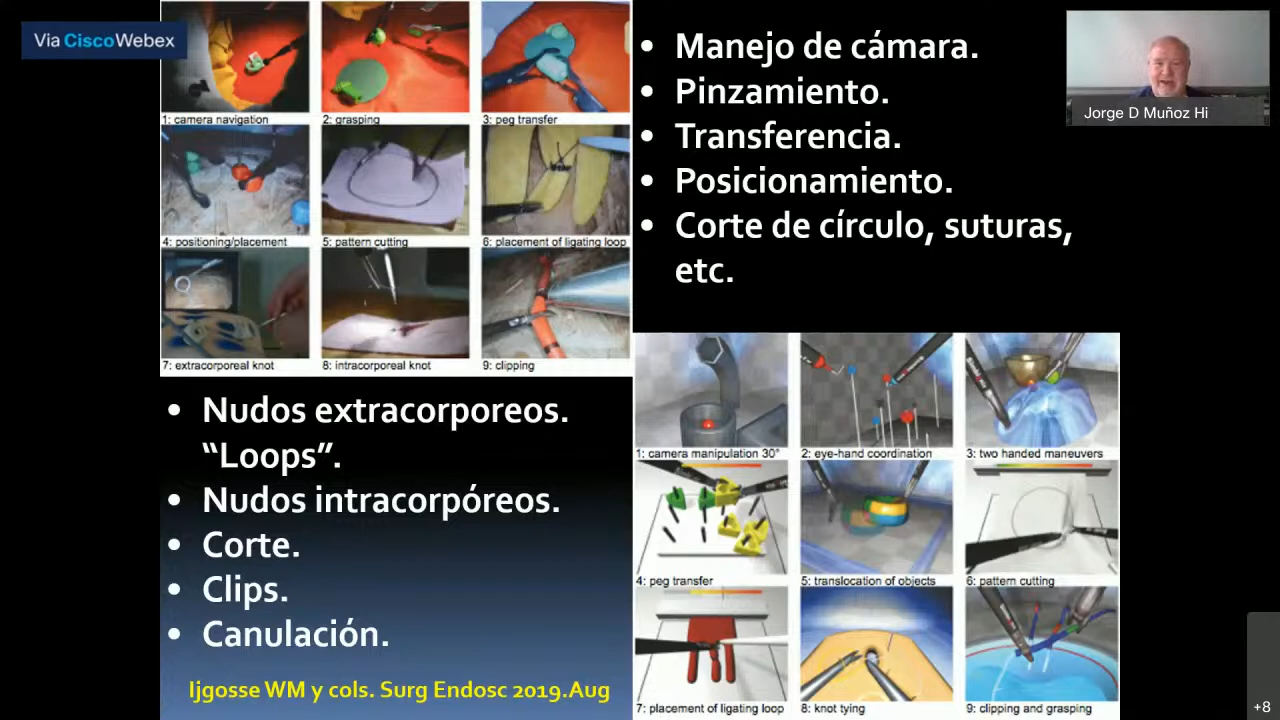 Via Cisco Webex
1: camera navigation
2: grasping
3: peg transfer
4: positioning/placement
5: pattern cutting
6: placement of ligating loop
7: extracorporeal knot
8: intracorporeal knot
9: clipping
• Manejo de cámara.
• Pinzamiento.
• Transferencia.
• Posicionamiento.
• Corte de círculo, suturas,
etc.
Jorge D Muñoz Hi
• Nudos extracorporeos.
“Loops”.
• Nudos intracorpóreos.
• Corte.
• Clips.
• Canulación.
Ijgosse WM y cols. Surg Endosc 2019.Aug
1: camera manipulation 30°
2: eye-hand coordination
3: two handed maneuvers
4: peg transfer
5: translocation of objects
6: pattern cutting
7: placement of ligating loop
8: knot tying
9: clipping and grasping
+8